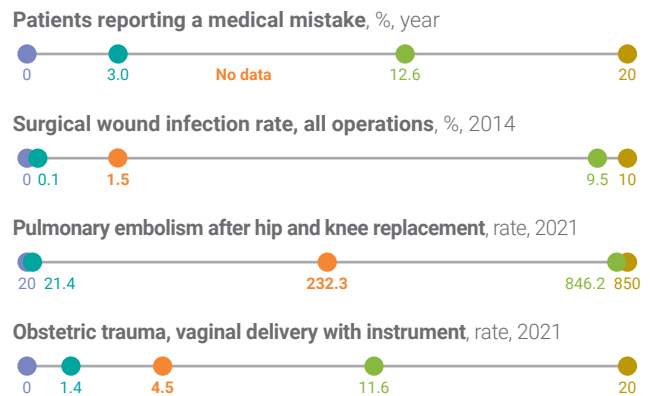 Patients reporting a medical mistake, %, year
0 3.0 No data 12.6 20
Surgical wound infection rate, all operations, %, 2014
0 0.1 1.5 9.5 10
Pulmonary embolism after hip and knee replacement, rate, 2021
20 21.4 232.3 846.2 850
Obstetric trauma, vaginal delivery with instrument, rate, 2021
0 1.4 4.5 11.6 20